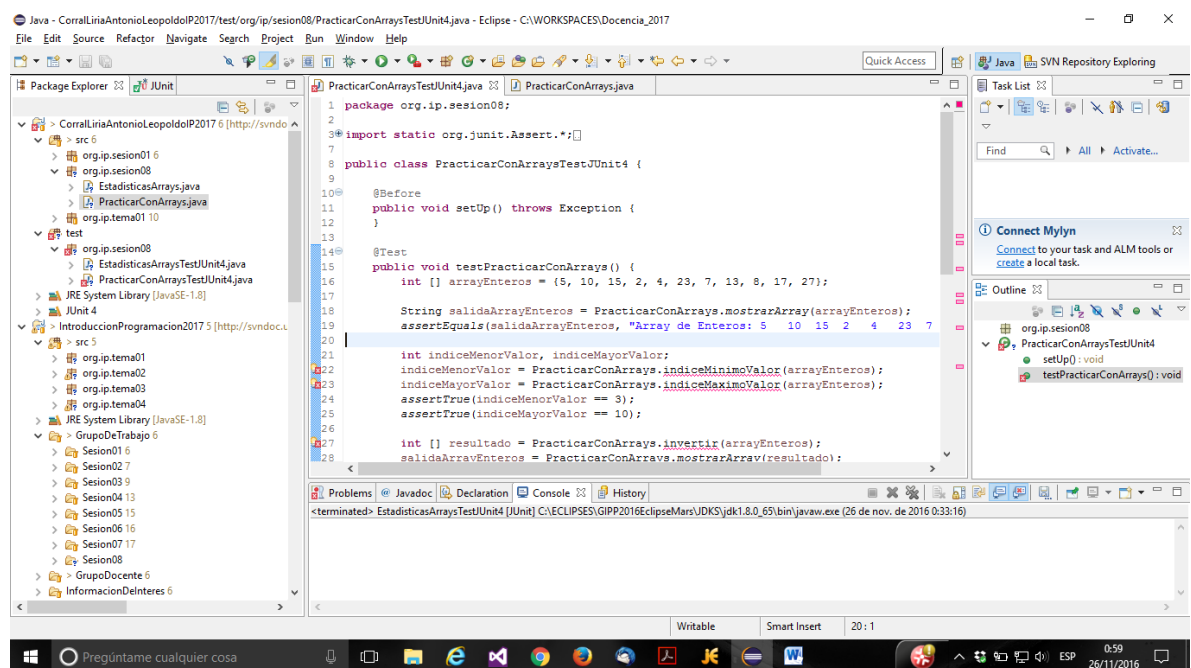 Java - CorralLiriaAntonioLeopoldoIP2017/test/org/ip/sesion08/PracticarConArraysTestJUnit4.java - Eclipse - C:\WORKSPACES\Docencia_2017
File Edit Source Refactor Navigate Search Project Run Window Help
Quick Access
Java
SVN Repository Exploring
Package Explorer
JUnit
> CorralLiriaAntonioLeopoldoIP2017 6 [http://svndo
> src 6
org.ip.sesion01 6
org.ip.sesion08
EstadisticasArrays.java
PracticarConArrays.java
org.ip.tema01 10
test
org.ip.sesion08
EstadisticasArraysTestJUnit4.java
PracticarConArraysTestJUnit4.java
JRE System Library [JavaSE-1.8]
JUnit 4
> IntroduccionProgramacion2017 5 [http://svndoc.u
> src 5
org.ip.tema01
org.ip.tema02
org.ip.tema03
org.ip.tema04
JRE System Library [JavaSE-1.8]
> GrupoDeTrabajo 6
Sesion01 6
Sesion02 7
Sesion03 9
Sesion04 13
Sesion05 15
Sesion06 16
Sesion07 17
Sesion08
> GrupoDocente 6
InformacionDeInteres 6
PracticarConArraysTestJUnit4.java
PracticarConArrays.java
1 package org.ip.sesion08;
2
3 import static org.junit.Assert.*;
7
8 public class PracticarConArraysTestJUnit4 {
9
10 @Before
11 public void setUp() throws Exception {
12 }
13
14 @Test
15 public void testPracticarConArrays() {
16 int [] arrayEnteros = {5, 10, 15, 2, 4, 23, 7, 13, 8, 17, 27};
17
18 String salidaArrayEnteros = PracticarConArrays.mostrarArray(arrayEnteros);
19 assertEquals(salidaArrayEnteros, "Array de Enteros: 5 10 15 2 4 23 7
20
21 int indiceMenorValor, indiceMayorValor;
22 indiceMenorValor = PracticarConArrays.indiceMinimoValor(arrayEnteros);
23 indiceMayorValor = PracticarConArrays.indiceMaximoValor(arrayEnteros);
24 assertTrue(indiceMenorValor == 3);
25 assertTrue(indiceMayorValor == 10);
26
27 int [] resultado = PracticarConArrays.invertir(arrayEnteros);
28 salidaArrayEnteros = PracticarConArrays.mostrarArray(resultado);
Task List
Find
All
Activate...
Connect Mylyn
Connect to your task and ALM tools or
create a local task.
Outline
org.ip.sesion08
PracticarConArraysTestJUnit4
setUp() : void
testPracticarConArrays() : void
Problems @ Javadoc Declaration Console History
<terminated> EstadisticasArraysTestJUnit4 [JUnit] C:\ECLIPSES\GIPP2016EclipseMars\JDKS\jdk1.8.0_65\bin\javaw.exe (26 de nov. de 2016 0:33:16)
Writable
Smart Insert
20 : 1
Pregúntame cualquier cosa
ESP
0:59
26/11/2016